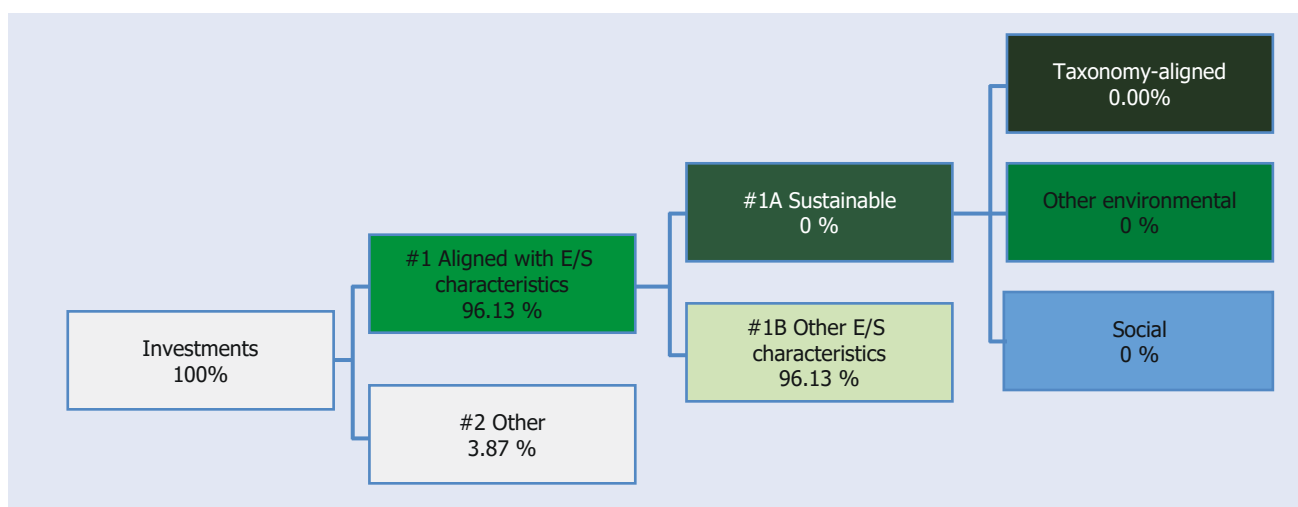 Investments
100%
#1 Aligned with E/S
characteristics
96.13 %
#2 Other
3.87 %
#1A Sustainable
0 %
#1B Other E/S
characteristics
96.13 %
Taxonomy-aligned
0.00%
Other environmental
0 %
Social
0 %